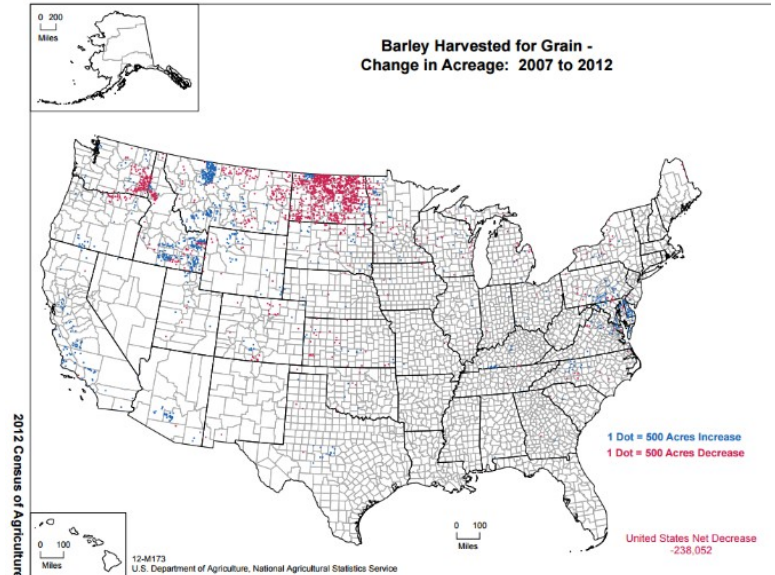 0 200
Miles
Barley Harvested for Grain -
Change in Acreage: 2007 to 2012
2012 Census of Agriculture
1 Dot = 500 Acres Increase
1 Dot = 500 Acres Decrease
United States Net Decrease
-238,052
0 100
Miles
0 100
Miles
12-M173
U.S. Department of Agriculture, National Agricultural Statistics Service